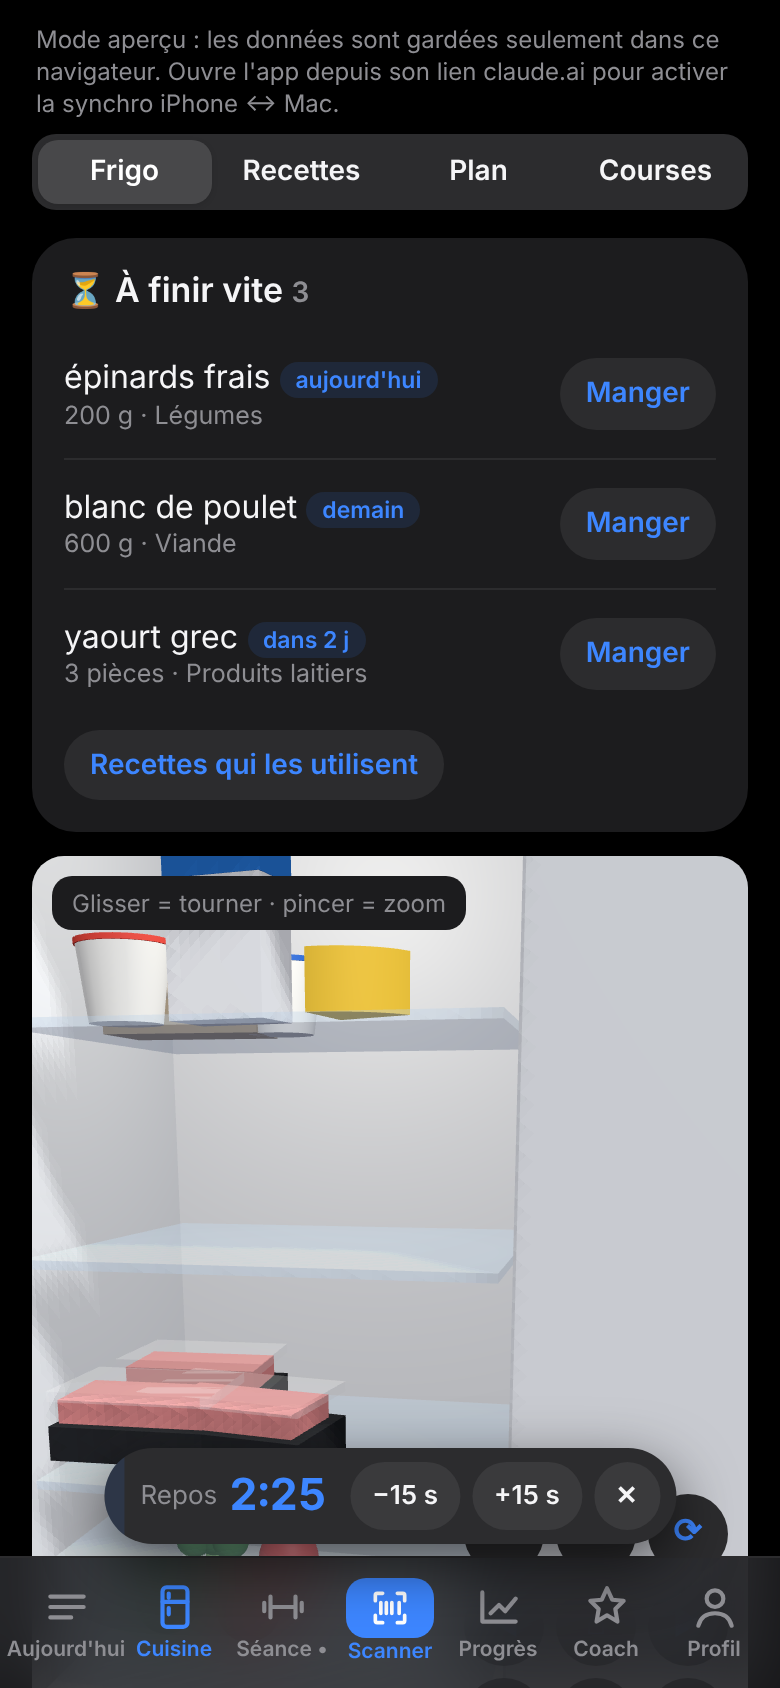 Mode aperçu : les données sont gardées seulement dans ce
navigateur. Ouvre l'app depuis son lien claude.ai pour activer
la synchro iPhone ↔ Mac.
Frigo Recettes Plan Courses
⏳ À finir vite 3
épinards frais aujourd'hui
200 g · Légumes
Manger
blanc de poulet demain
600 g · Viande
Manger
yaourt grec dans 2 j
3 pièces · Produits laitiers
Manger
Recettes qui les utilisent
Glisser = tourner · pincer = zoom
Repos 2:25 −15 s +15 s ×
⟳
Aujourd'hui Cuisine Séance • Scanner Progrès Coach Profil